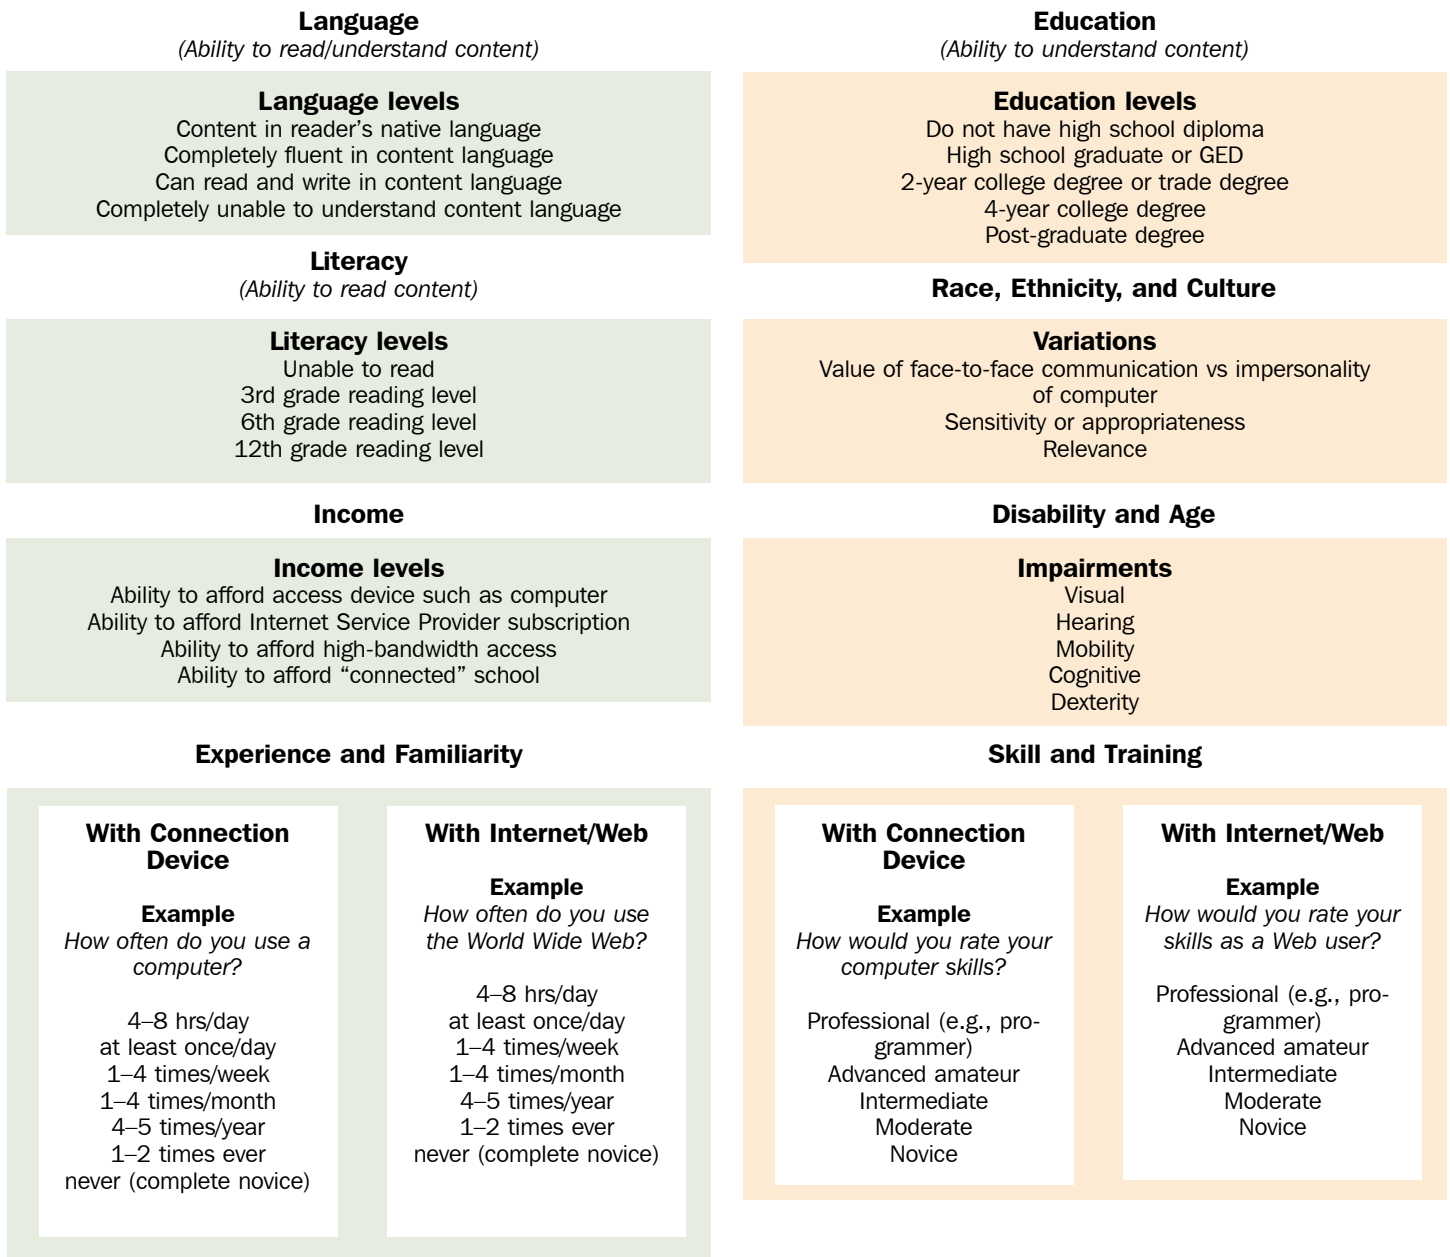 Language
(Ability to read/understand content)
Language levels
Content in reader’s native language
Completely fluent in content language
Can read and write in content language
Completely unable to understand content language
Literacy
(Ability to read content)
Literacy levels
Unable to read
3rd grade reading level
6th grade reading level
12th grade reading level
Income
Income levels
Ability to afford access device such as computer
Ability to afford Internet Service Provider subscription
Ability to afford high-bandwidth access
Ability to afford “connected” school
Experience and Familiarity
With Connection
Device
Example
How often do you use a
computer?
4–8 hrs/day
at least once/day
1–4 times/week
1–4 times/month
4–5 times/year
1–2 times ever
never (complete novice)
With Internet/Web
Example
How often do you use
the World Wide Web?
4–8 hrs/day
at least once/day
1–4 times/week
1–4 times/month
4–5 times/year
1–2 times ever
never (complete novice)
Education
(Ability to understand content)
Education levels
Do not have high school diploma
High school graduate or GED
2-year college degree or trade degree
4-year college degree
Post-graduate degree
Race, Ethnicity, and Culture
Variations
Value of face-to-face communication vs impersonality
of computer
Sensitivity or appropriateness
Relevance
Disability and Age
Impairments
Visual
Hearing
Mobility
Cognitive
Dexterity
Skill and Training
With Connection
Device
Example
How would you rate your
computer skills?
Professional (e.g., pro-
grammer)
Advanced amateur
Intermediate
Moderate
Novice
With Internet/Web
Example
How would you rate your
skills as a Web user?
Professional (e.g., pro-
grammer)
Advanced amateur
Intermediate
Moderate
Novice